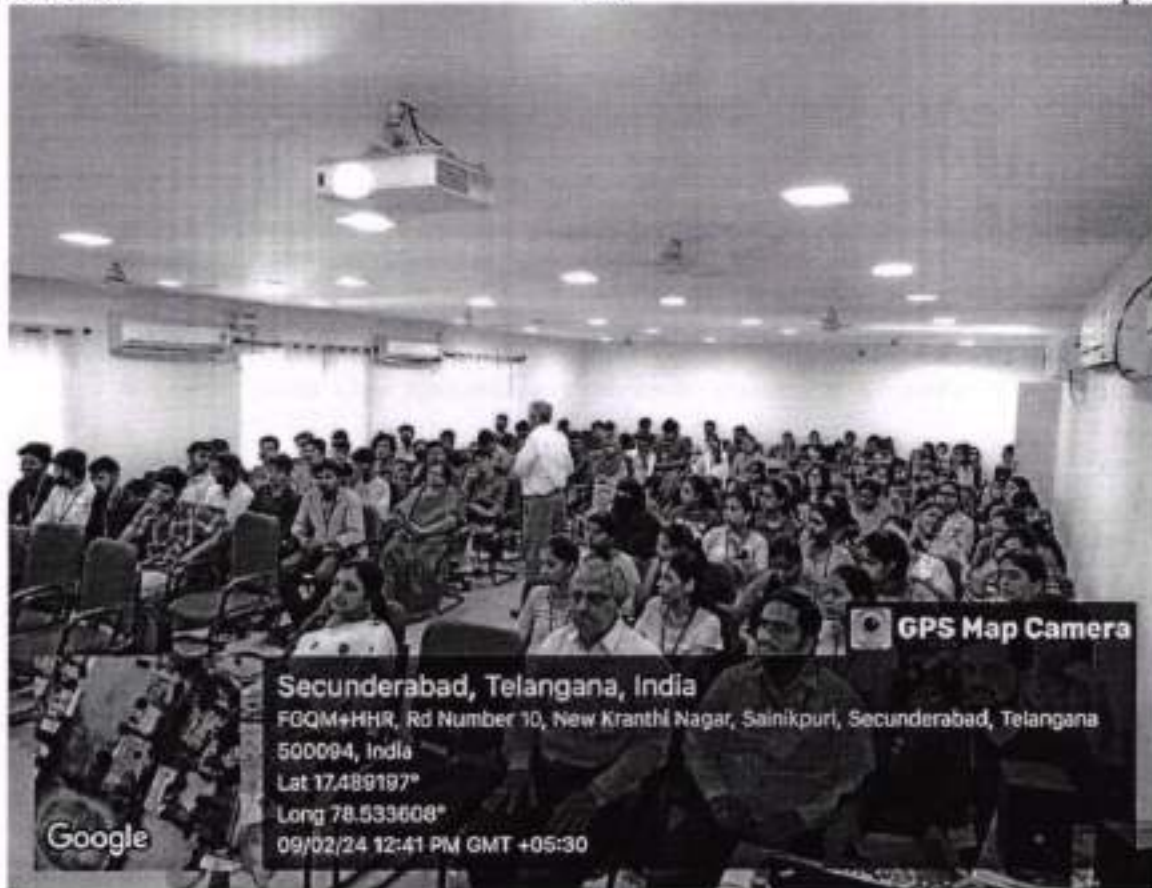 GPS Map Camera
Secunderabad, Telangana, India
FGQM+HHR, Rd Number 10, New Kranthi Nagar, Sainikpuri, Secunderabad, Telangana
500094, India
Lat 17.489197°
Long 78.533608°
09/02/24 12:41 PM GMT +05:30
Google